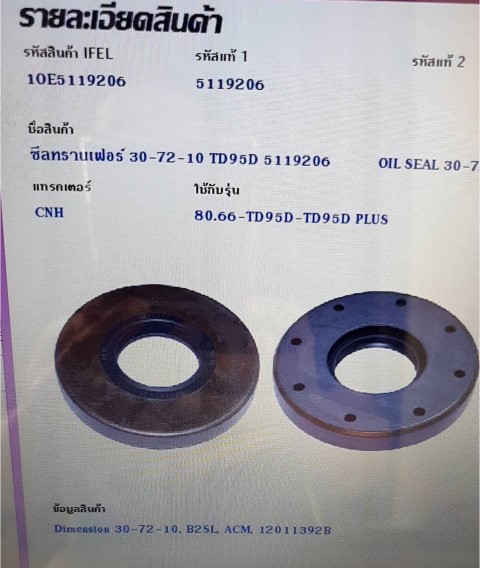 รายละเอียดสินค้า
รหัสสินค้า IFEL รหัสแท้ 1 รหัสแท้ 2
10E5119206 5119206
ชื่อสินค้า
ซีลทรานเฟอร์ 30-72-10 TD95D 5119206 OIL SEAL 30-7
แทรกเตอร์ ใช้กับรุ่น
CNH 80.66-TD95D-TD95D PLUS
ข้อมูลสินค้า
Dimension 30-72-10, B2SL, ACM, 12011392B